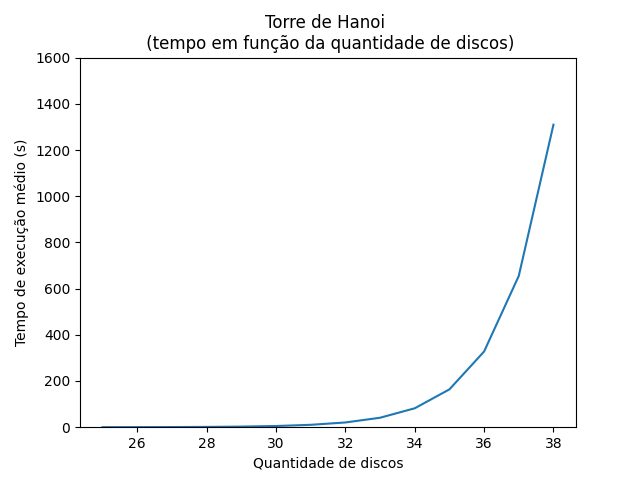 Torre de Hanoi
(tempo em função da quantidade de discos)
1600
1400
1200
1000
800
600
400
200
0
Tempo de execução médio (s)
26 28 30 32 34 36 38
Quantidade de discos